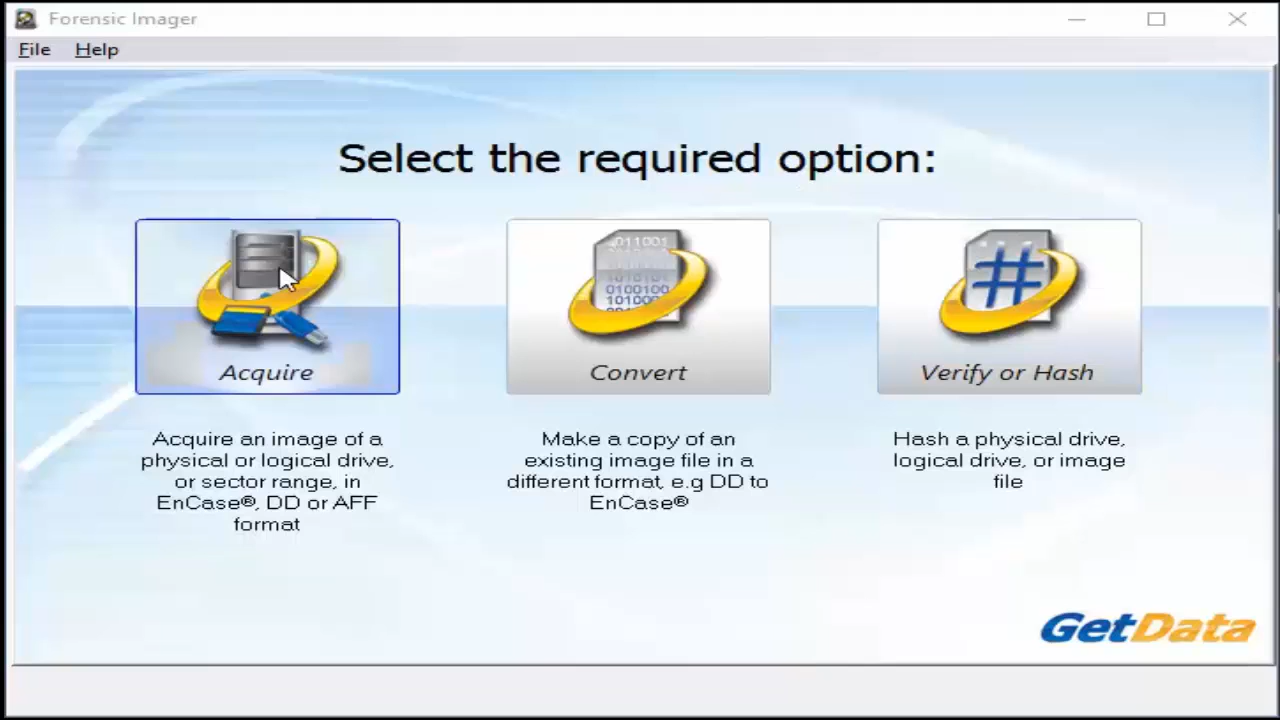 Forensic Imager
File Help
Select the required option:
Acquire
Convert
Verify or Hash
Acquire an image of a
physical or logical drive,
or sector range, in
EnCase®, DD or AFF
format
Make a copy of an
existing image file in a
different format, e.g DD to
EnCase®
Hash a physical drive,
logical drive, or image
file
GetData